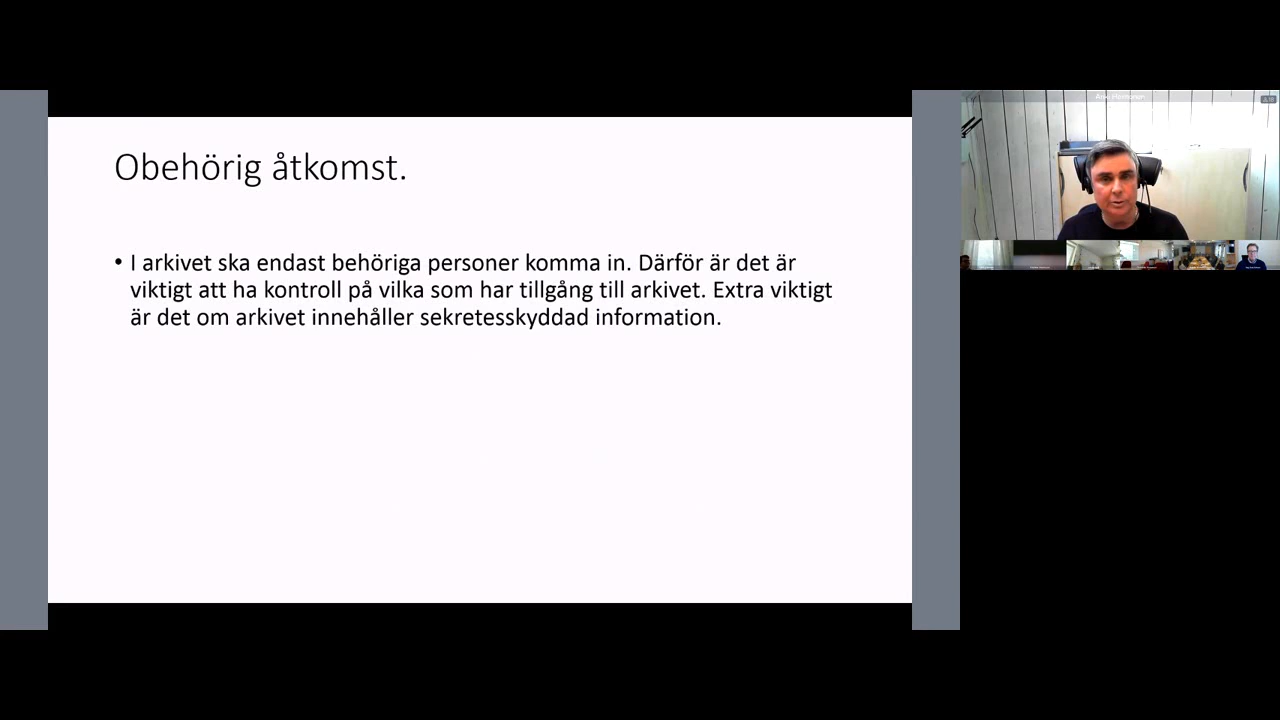 Obehörig åtkomst.
• I arkivet ska endast behöriga personer komma in. Därför är det är
viktigt att ha kontroll på vilka som har tillgång till arkivet. Extra viktigt
är det om arkivet innehåller sekretesskyddad information.